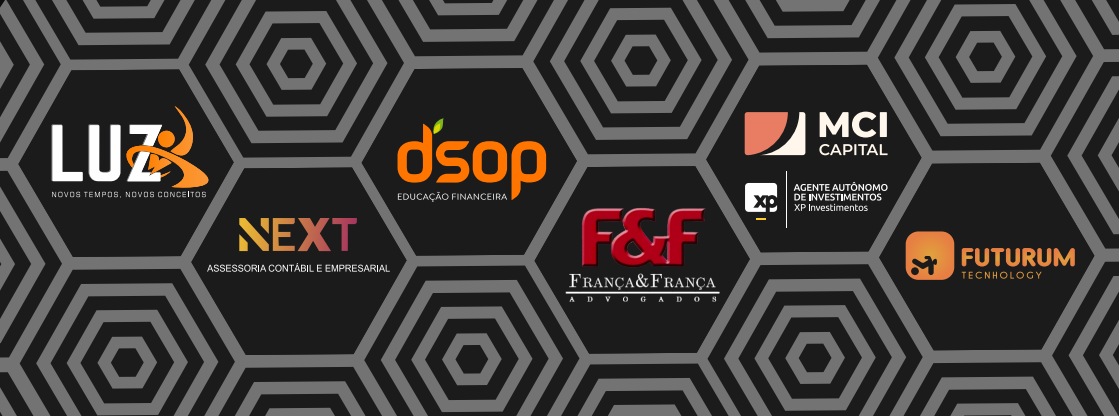 LUZ
NOVOS TEMPOS, NOVOS CONCEITOS
NEXT
ASSESSORIA CONTÁBIL E EMPRESARIAL
d'sop
EDUCAÇÃO FINANCEIRA
F&F
FRANÇA&FRANÇA
ADVOGADOS
MCI
CAPITAL
xp
AGENTE AUTÔNOMO
DE INVESTIMENTOS
XP Investimentos
FUTURUM
TECNHOLOGY